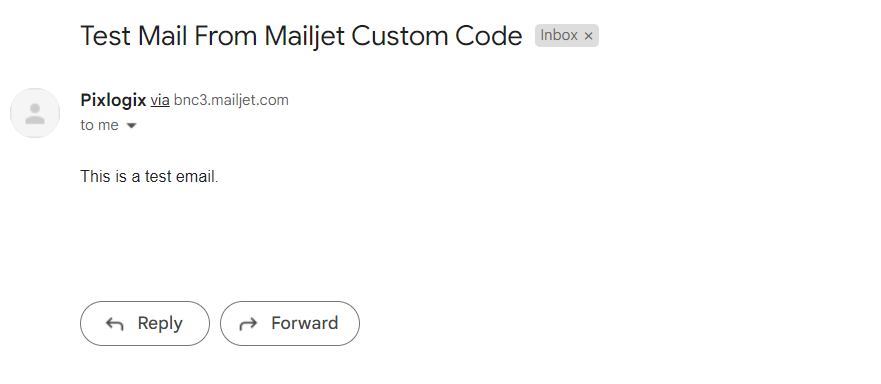 Test Mail From Mailjet Custom Code Inbox ×
Pixlogix via bnc3.mailjet.com
to me
This is a test email.
Reply Forward